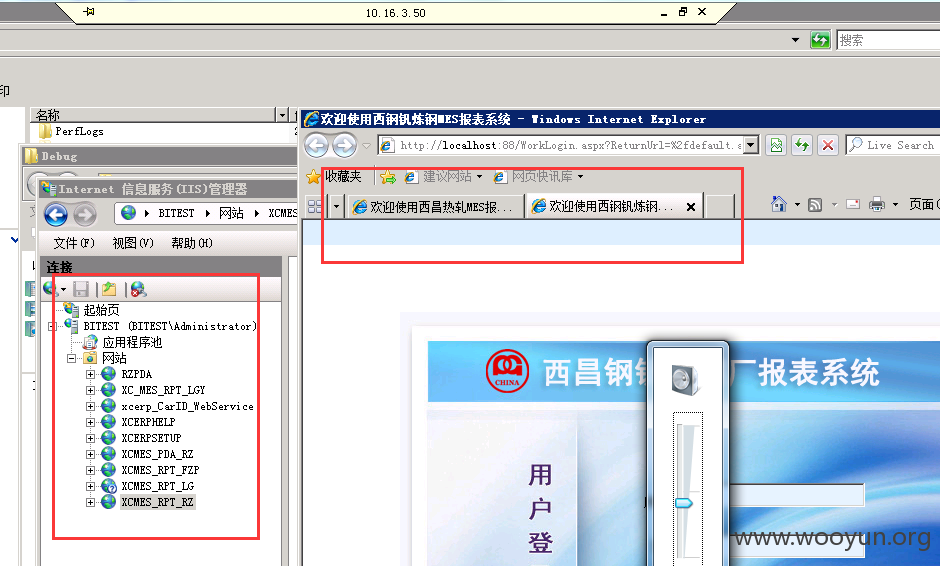 10.16.3.50
搜索
印
名称
PerfLogs
欢迎使用西钢钒炼钢MES报表系统 - Windows Internet Explorer
Debug
http://localhost:88/WorkLogin.aspx?ReturnUrl=%2fdefault.a
Live Search
收藏夹
建议网站
网页快讯库
Internet 信息服务(IIS)管理器
欢迎使用西昌热轧MES报...
欢迎使用西钢钒炼钢...
页面(
BITEST
网站
XCMES
文件(F)
视图(V)
帮助(H)
连接
起始页
BITEST (BITEST\Administrator)
应用程序池
网站
RZPDA
XC_MES_RPT_LGY
xcerp_CarID_WebService
XCERPHELP
XCERPSETUP
XCMES_PDA_RZ
XCMES_RPT_FZP
XCMES_RPT_LG
XCMES_RPT_RZ
CHINA
西昌钢
厂报表系统
用
户
登
www.wooyun.org